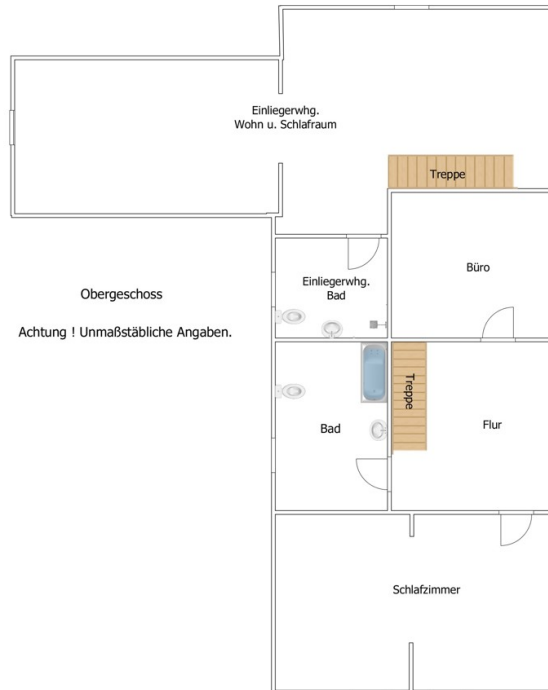 Einliegerwhg.
Wohn u. Schlafraum
Treppe
Büro
Einliegerwhg.
Bad
Obergeschoss
Achtung ! Unmaßstäbliche Angaben.
Treppe
Bad
Flur
Schlafzimmer